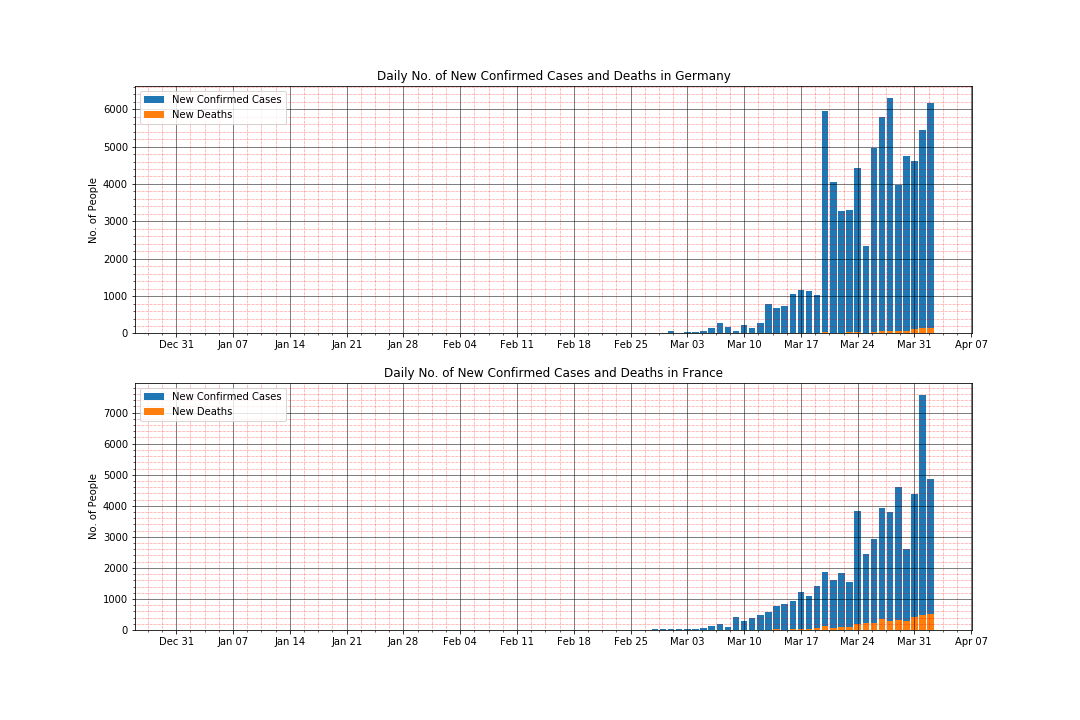 Daily No. of New Confirmed Cases and Deaths in Germany
New Confirmed Cases
New Deaths
No. of People
6000
5000
4000
3000
2000
1000
0
Dec 31 Jan 07 Jan 14 Jan 21 Jan 28 Feb 04 Feb 11 Feb 18 Feb 25 Mar 03 Mar 10 Mar 17 Mar 24 Mar 31 Apr 07
Daily No. of New Confirmed Cases and Deaths in France
New Confirmed Cases
New Deaths
No. of People
7000
6000
5000
4000
3000
2000
1000
0
Dec 31 Jan 07 Jan 14 Jan 21 Jan 28 Feb 04 Feb 11 Feb 18 Feb 25 Mar 03 Mar 10 Mar 17 Mar 24 Mar 31 Apr 07